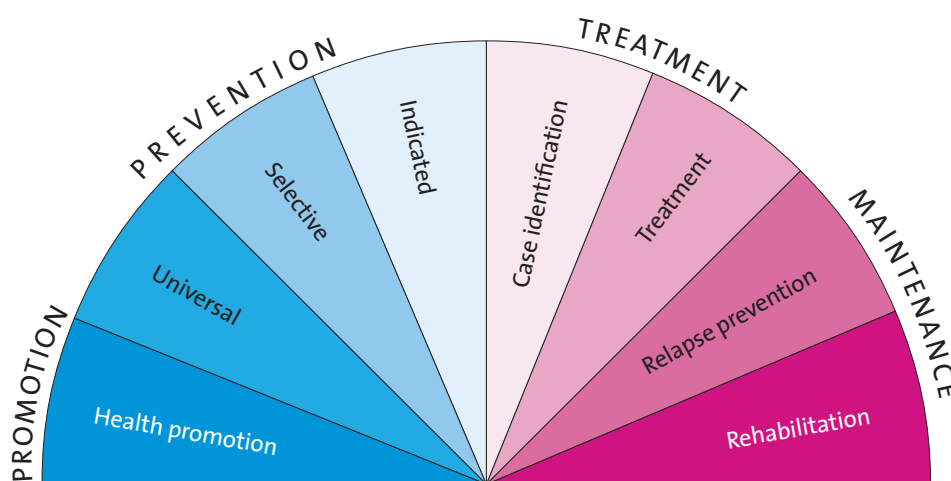 PROMOTION
PREVENTION
TREATMENT
MAINTENANCE
Health promotion
Universal
Selective
Indicated
Case identification
Treatment
Relapse prevention
Rehabilitation